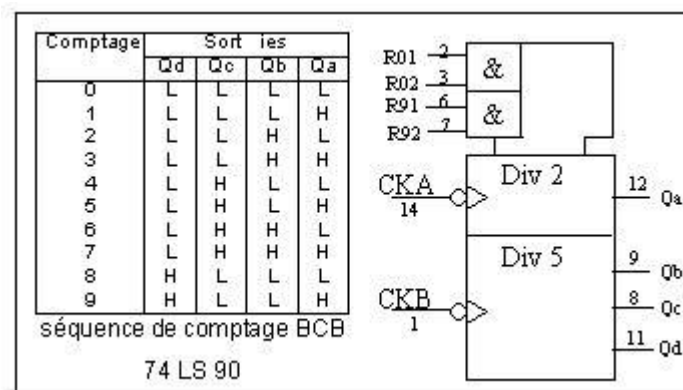 Comptage Sort ies
Qd Qc Qb Qa
0 L L L L
1 L L L H
2 L L H L
3 L L H H
4 L H L L
5 L H L H
6 L H H L
7 L H H H
8 H L L L
9 H L L H
séquence de comptage BCB
74 LS 90
R01 2
R02 3
R91 6
R92 7
&
&
CKA
14
Div 2
12
Qa
CKB
1
Div 5
9
Qb
8
Qc
11
Qd